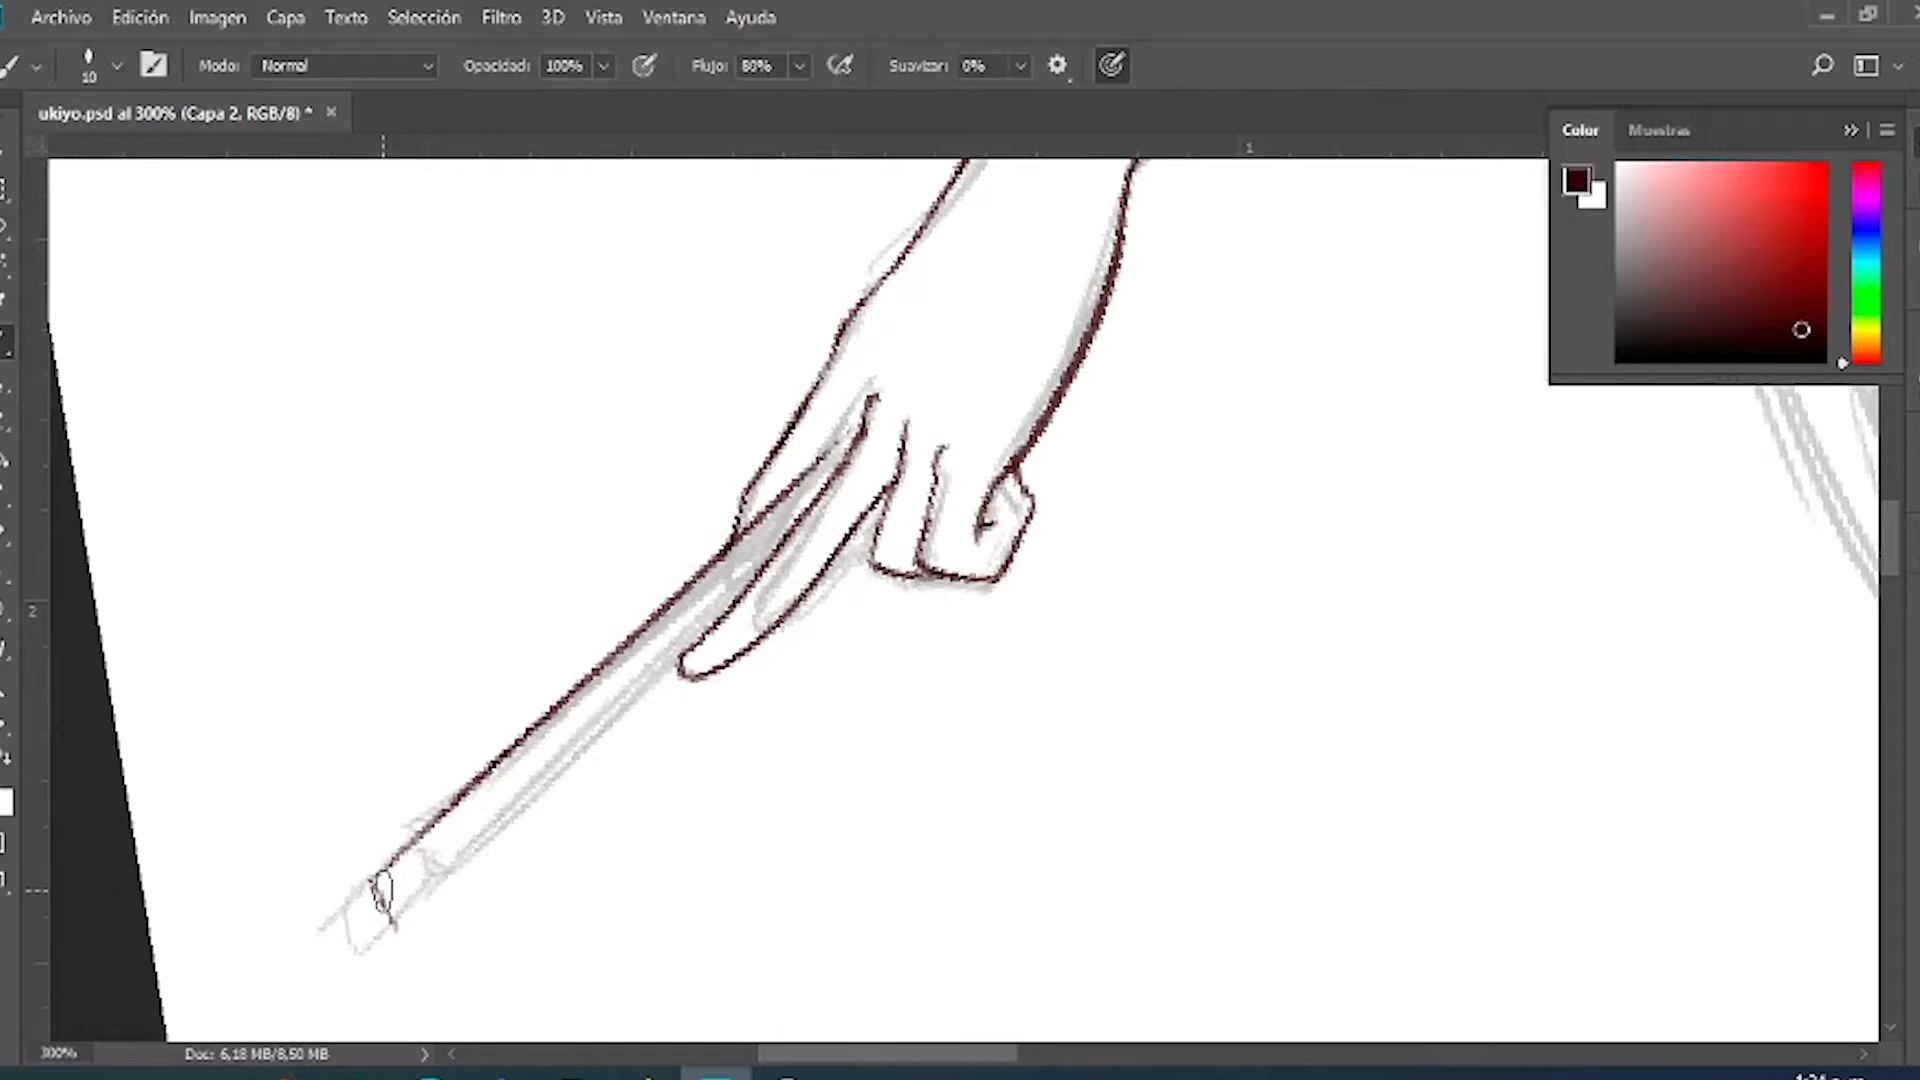 Archivo Edición Imagen Capa Texto Selección Filtro 3D Vista Ventana Ayuda
10 Modo: Normal Opacidad: 100% Flujo: 80% Suavizar: 0%
ukiyo.psd al 300% (Capa 2, RGB/8) *
Color Muestras
1
2
300% Doc: 6,18 MB/8,50 MB